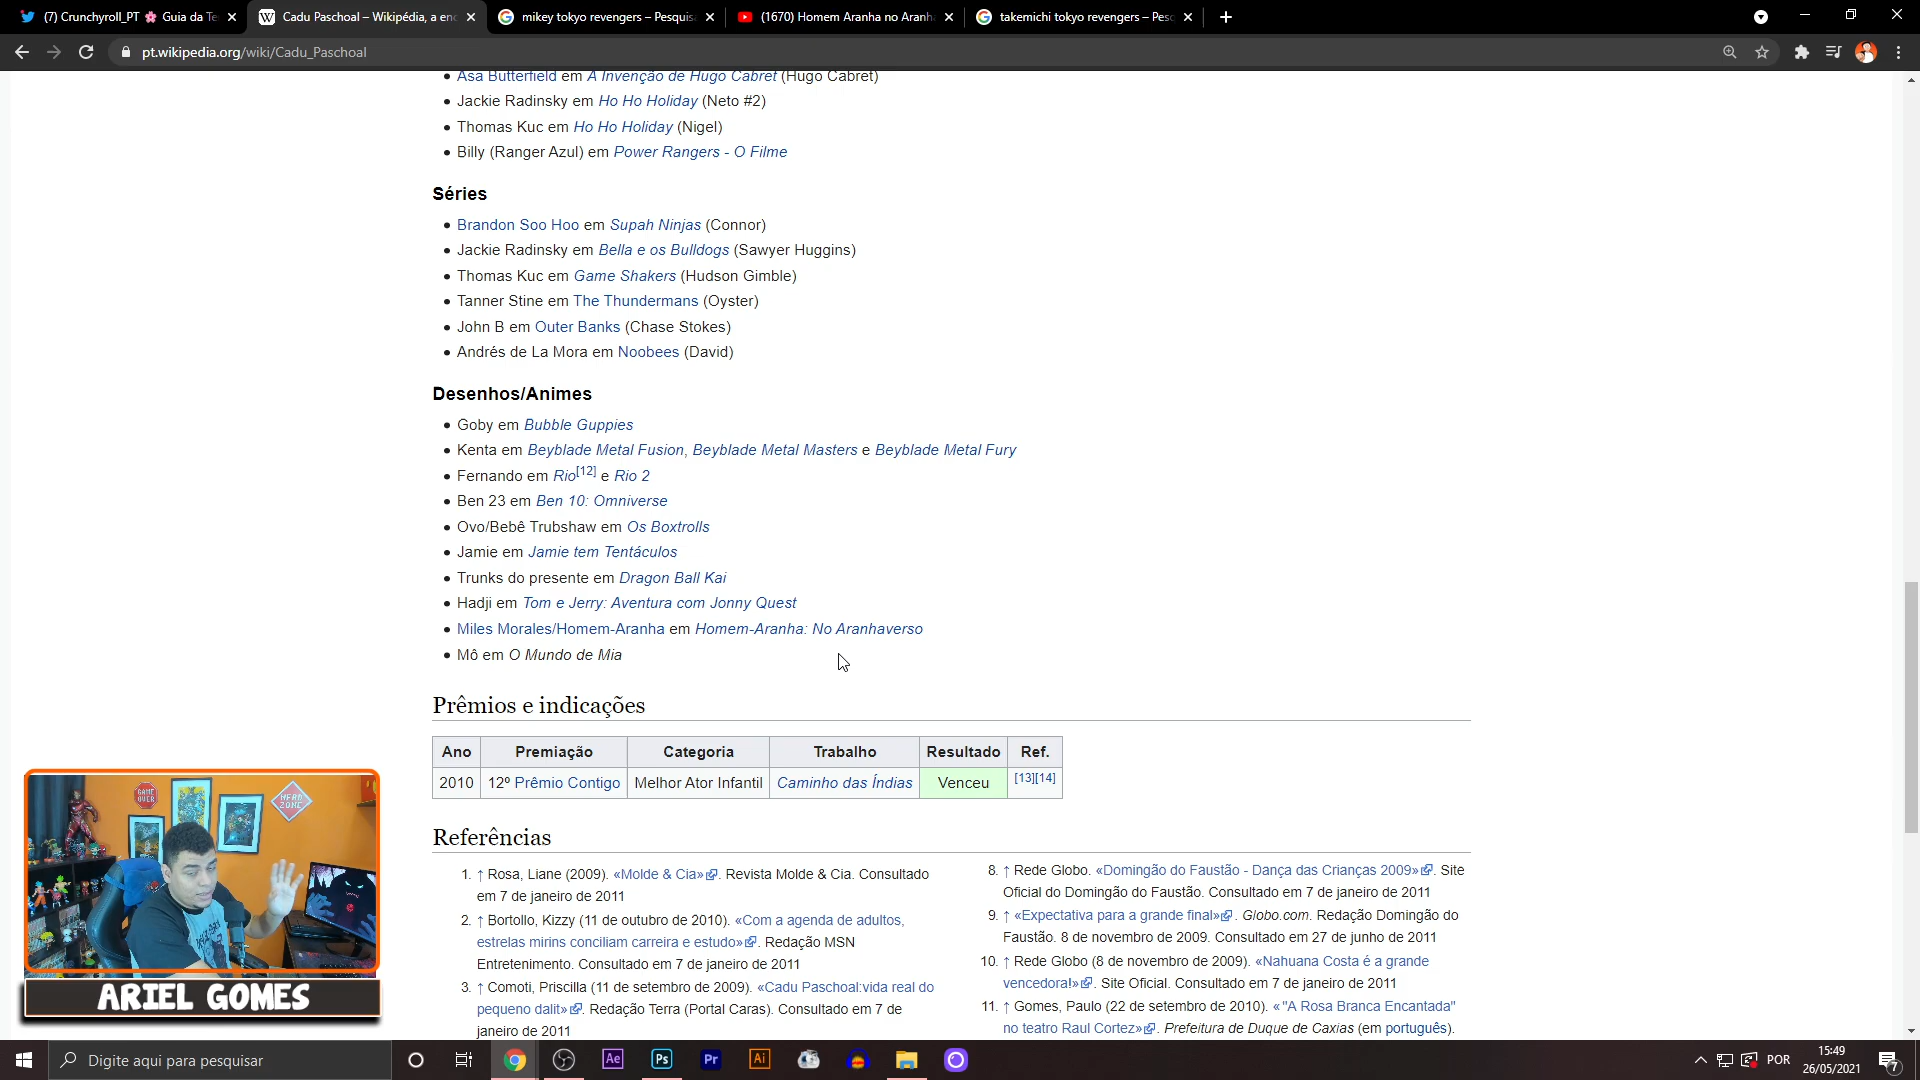 (7) Crunchyroll_PT 🌸 Guia da Te
Cadu Paschoal – Wikipédia, a enc
mikey tokyo revengers – Pesquis
(1670) Homem Aranha no Aranh
takemichi tokyo revengers – Pesc
pt.wikipedia.org/wiki/Cadu_Paschoal
• Asa Butterfield em A Invenção de Hugo Cabret (Hugo Cabret)
• Jackie Radinsky em Ho Ho Holiday (Neto #2)
• Thomas Kuc em Ho Ho Holiday (Nigel)
• Billy (Ranger Azul) em Power Rangers - O Filme
Séries
• Brandon Soo Hoo em Supah Ninjas (Connor)
• Jackie Radinsky em Bella e os Bulldogs (Sawyer Huggins)
• Thomas Kuc em Game Shakers (Hudson Gimble)
• Tanner Stine em The Thundermans (Oyster)
• John B em Outer Banks (Chase Stokes)
• Andrés de La Mora em Noobees (David)
Desenhos/Animes
• Goby em Bubble Guppies
• Kenta em Beyblade Metal Fusion, Beyblade Metal Masters e Beyblade Metal Fury
• Fernando em Rio[12] e Rio 2
• Ben 23 em Ben 10: Omniverse
• Ovo/Bebê Trubshaw em Os Boxtrolls
• Jamie em Jamie tem Tentáculos
• Trunks do presente em Dragon Ball Kai
• Hadji em Tom e Jerry: Aventura com Jonny Quest
• Miles Morales/Homem-Aranha em Homem-Aranha: No Aranhaverso
• Mô em O Mundo de Mia
Prêmios e indicações
Ano Premiação Categoria Trabalho Resultado Ref.
2010 12º Prêmio Contigo Melhor Ator Infantil Caminho das Índias Venceu [13][14]
Referências
1. ↑ Rosa, Liane (2009). «Molde & Cia». Revista Molde & Cia. Consultado
em 7 de janeiro de 2011
2. ↑ Bortollo, Kizzy (11 de outubro de 2010). «Com a agenda de adultos,
estrelas mirins conciliam carreira e estudo». Redação MSN
Entretenimento. Consultado em 7 de janeiro de 2011
3. ↑ Comoti, Priscilla (11 de setembro de 2009). «Cadu Paschoal:vida real do
pequeno dalit». Redação Terra (Portal Caras). Consultado em 7 de
janeiro de 2011
8. ↑ Rede Globo. «Domingão do Faustão - Dança das Crianças 2009». Site
Oficial do Domingão do Faustão. Consultado em 7 de janeiro de 2011
9. ↑ «Expectativa para a grande final». Globo.com. Redação Domingão do
Faustão. 8 de novembro de 2009. Consultado em 27 de junho de 2011
10. ↑ Rede Globo (8 de novembro de 2009). «Nahuana Costa é a grande
vencedora!». Site Oficial. Consultado em 7 de janeiro de 2011
11. ↑ Gomes, Paulo (22 de setembro de 2010). «"A Rosa Branca Encantada"
no teatro Raul Cortez». Prefeitura de Duque de Caxias (em português).
GAME
OVER
NERD
ZONE
ARIEL GOMES
Digite aqui para pesquisar
Ae
Ps
Pr
Ai
POR
15:49
26/05/2021
7